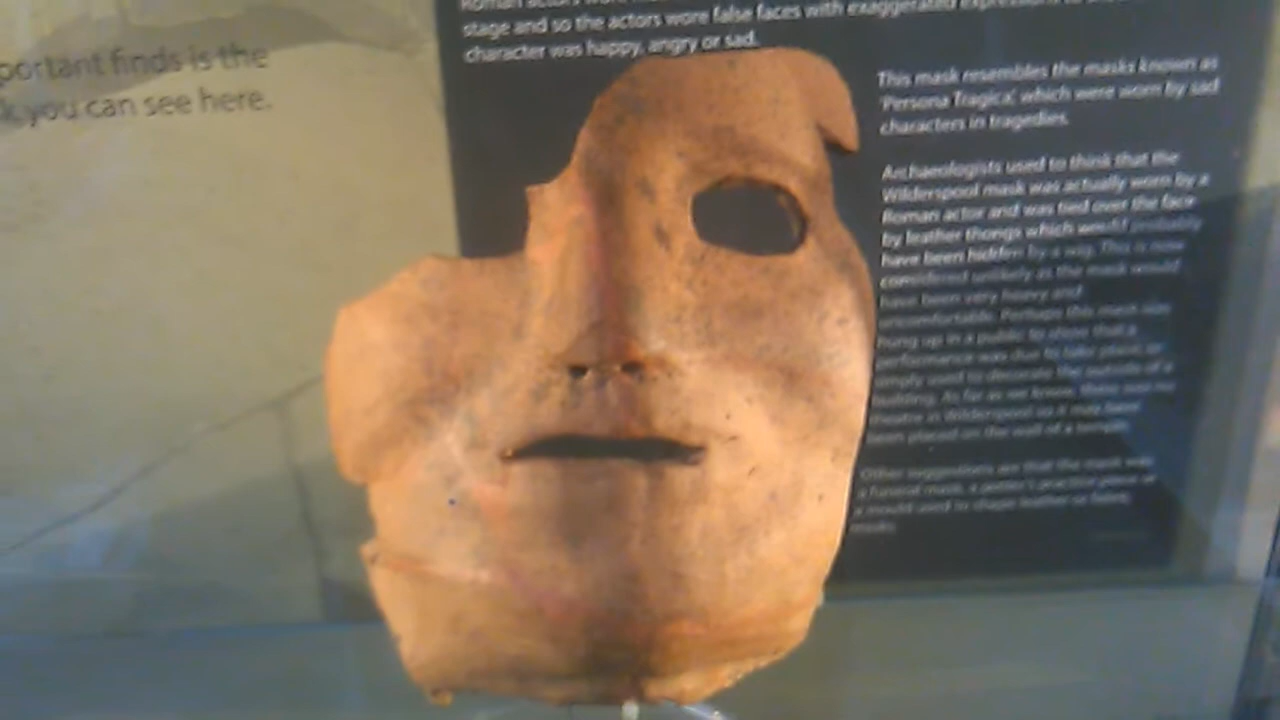 portant finds is the
k you can see here.
Roman actors
stage and so the actors wore false faces with exaggerated expressions to
character was happy, angry or sad.
This mask resembles the masks known as
'Persona Tragica' which were worn by sad
characters in tragedies.
Archaeologists used to think that the
Wilderspool mask was actually worn by a
Roman actor and was tied over the face
by leather thongs which would probably
have been hidden by a wig. This is now
considered unlikely as the mask would
have been very heavy and
uncomfortable. Perhaps this mask was
hung up in a public to show that a
performance was due to take place or
simply used to decorate the outside of a
building. As far as we know, there was no
theatre in Wilderspool so it may have
been placed on the wall of a temple.
Other suggestions are that the mask was
a funeral mask, a potter's practice piece or
a mould used to shape leather or fabric
masks.